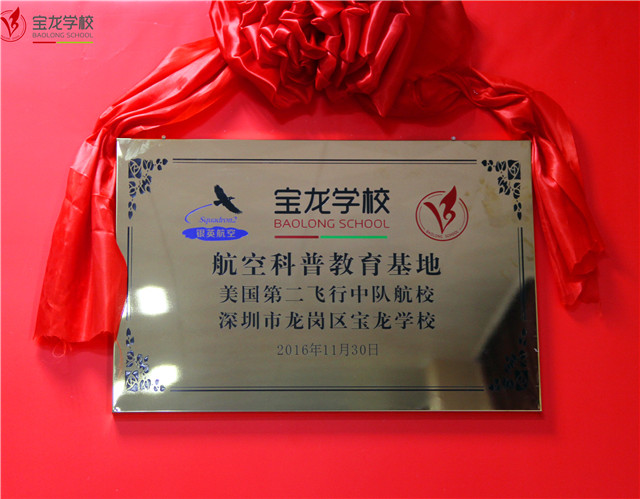 宝龙学校
BAOLONG SCHOOL
Squadron2
银英航空
宝龙学校
BAOLONG SCHOOL
BAOLONG SCHOOL
航空科普教育基地
美国第二飞行中队航校
深圳市龙岗区宝龙学校
2016年11月30日